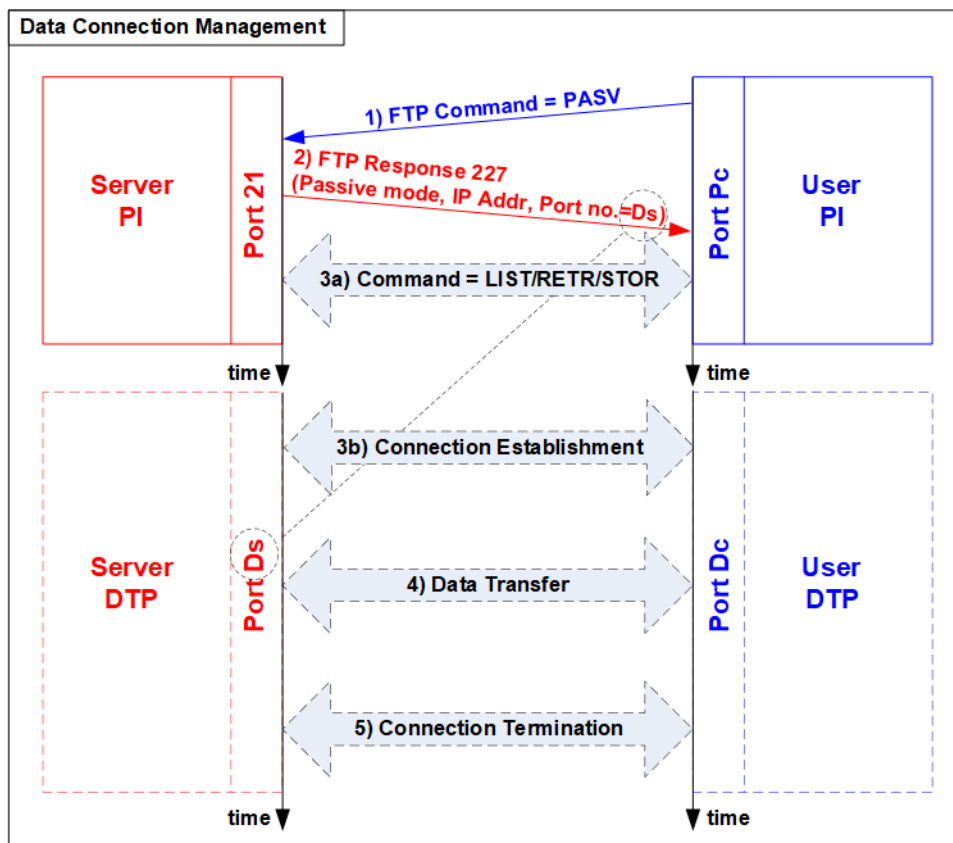 Data Connection Management
1) FTP Command = PASV
2) FTP Response 227
(Passive mode, IP Addr, Port no.=Ds)
Server
PI
Port 21
Port Pc
User
PI
3a) Command = LIST/RETR/STOR
time
time
3b) Connection Establishment
Server
DTP
Port Ds
4) Data Transfer
Port Dc
User
DTP
5) Connection Termination
time
time